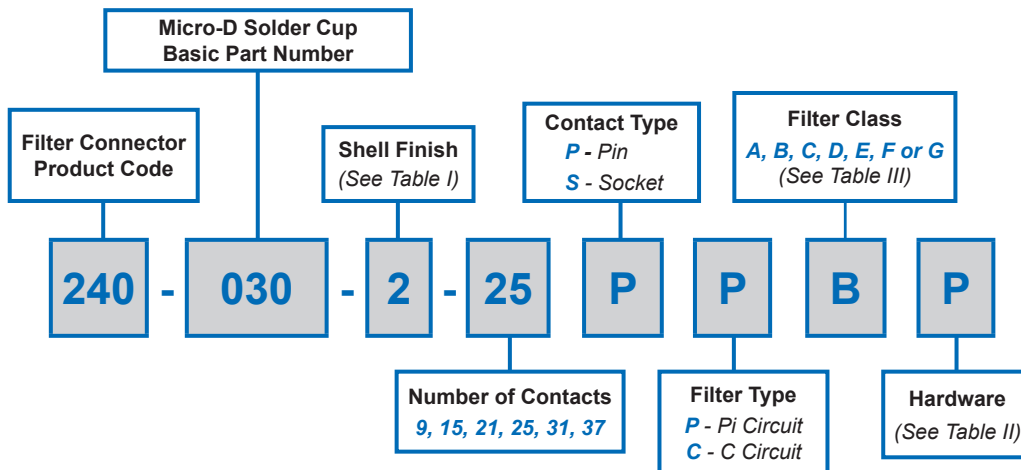 Micro-D Solder Cup
Basic Part Number
Filter Connector
Product Code
Shell Finish
(See Table I)
Contact Type
P - Pin
S - Socket
Filter Class
A, B, C, D, E, F or G
(See Table III)
240 - 030 - 2 - 25 P P B P
Number of Contacts
9, 15, 21, 25, 31, 37
Filter Type
P - Pi Circuit
C - C Circuit
Hardware
(See Table II)